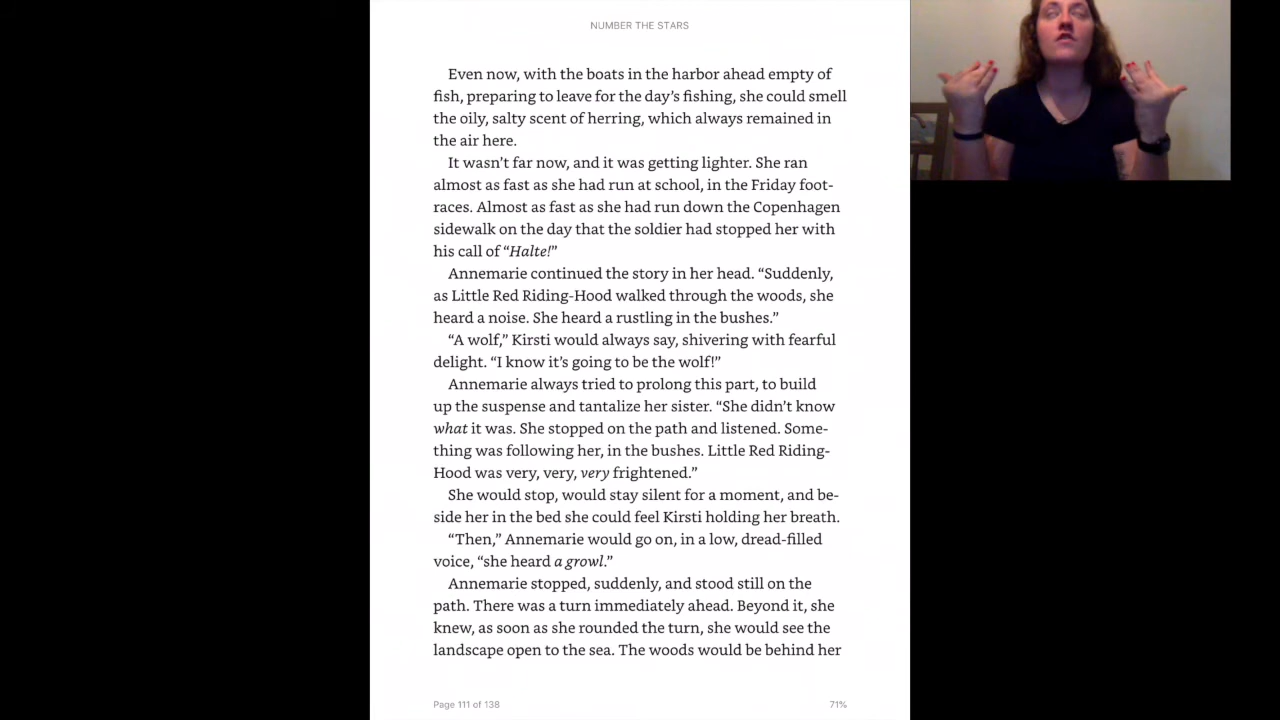 NUMBER THE STARS
Even now, with the boats in the harbor ahead empty of
fish, preparing to leave for the day’s fishing, she could smell
the oily, salty scent of herring, which always remained in
the air here.
It wasn’t far now, and it was getting lighter. She ran
almost as fast as she had run at school, in the Friday foot-
races. Almost as fast as she had run down the Copenhagen
sidewalk on the day that the soldier had stopped her with
his call of “Halte!”
Annemarie continued the story in her head. “Suddenly,
as Little Red Riding-Hood walked through the woods, she
heard a noise. She heard a rustling in the bushes.”
“A wolf,” Kirsti would always say, shivering with fearful
delight. “I know it’s going to be the wolf!”
Annemarie always tried to prolong this part, to build
up the suspense and tantalize her sister. “She didn’t know
what it was. She stopped on the path and listened. Some-
thing was following her, in the bushes. Little Red Riding-
Hood was very, very, very frightened.”
She would stop, would stay silent for a moment, and be-
side her in the bed she could feel Kirsti holding her breath.
“Then,” Annemarie would go on, in a low, dread-filled
voice, “she heard a growl.”
Annemarie stopped, suddenly, and stood still on the
path. There was a turn immediately ahead. Beyond it, she
knew, as soon as she rounded the turn, she would see the
landscape open to the sea. The woods would be behind her
Page 111 of 138
71%